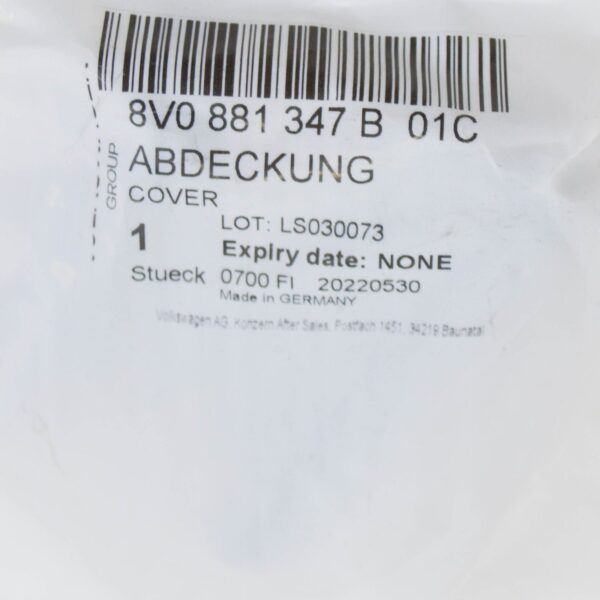 8V0 881 347 B 01C
ABDECKUNG
COVER
GROUP
LOT: LS030073
1
Expiry date: NONE
Stueck 0700 FI 20220530
Made in GERMANY
Volkswagen AG, Konzern After Sales, Postfach 1451, 34219 Baunatal